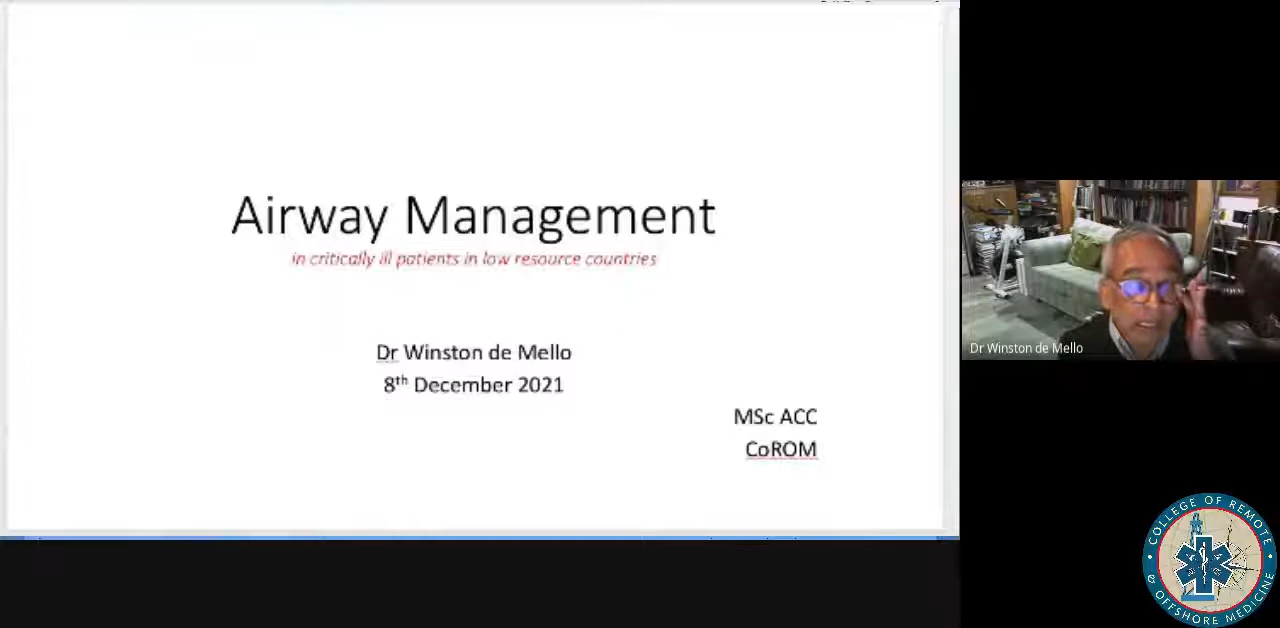 Airway Management
in critically ill patients in low resource countries
Dr Winston de Mello
8th December 2021
MSc ACC
CoROM
Dr Winston de Mello
COLLEGE OF REMOTE
& OFFSHORE MEDICINE